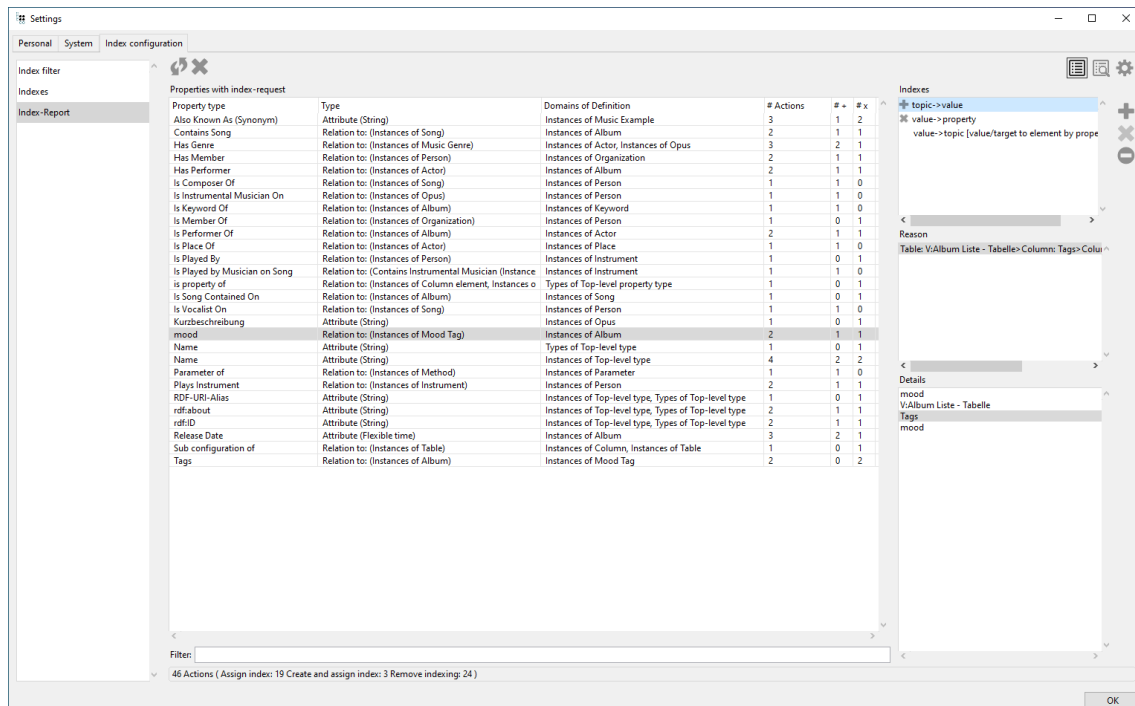 Settings
Personal System Index configuration
Index filter
Indexes
Index-Report
Properties with index-request
Property type Type Domains of Definition # Actions # + # x
Also Known As (Synonym) Attribute (String) Instances of Music Example 3 1 2
Contains Song Relation to: (Instances of Song) Instances of Album 2 1 1
Has Genre Relation to: (Instances of Music Genre) Instances of Actor, Instances of Opus 3 2 1
Has Member Relation to: (Instances of Person) Instances of Organization 2 1 1
Has Performer Relation to: (Instances of Actor) Instances of Album 2 1 1
Is Composer Of Relation to: (Instances of Song) Instances of Person 1 1 0
Is Instrumental Musician On Relation to: (Instances of Opus) Instances of Person 1 1 0
Is Keyword Of Relation to: (Instances of Album) Instances of Keyword 1 1 0
Is Member Of Relation to: (Instances of Organization) Instances of Person 1 0 1
Is Performer Of Relation to: (Instances of Album) Instances of Actor 2 1 1
Is Place Of Relation to: (Instances of Actor) Instances of Place 1 1 0
Is Played By Relation to: (Instances of Person) Instances of Instrument 1 0 1
Is Played by Musician on Song Relation to: (Contains Instrumental Musician (Instance Instances of Instrument 1 1 0
is property of Relation to: (Instances of Column element, Instances o Types of Top-level property type 1 0 1
Is Song Contained On Relation to: (Instances of Album) Instances of Song 1 0 1
Is Vocalist On Relation to: (Instances of Song) Instances of Person 1 1 0
Kurzbeschreibung Attribute (String) Instances of Opus 1 0 1
mood Relation to: (Instances of Mood Tag) Instances of Album 2 1 1
Name Attribute (String) Types of Top-level type 1 0 1
Name Attribute (String) Instances of Top-level type 4 2 2
Parameter of Relation to: (Instances of Method) Instances of Parameter 1 1 0
Plays Instrument Relation to: (Instances of Instrument) Instances of Person 2 1 1
RDF-URI-Alias Attribute (String) Instances of Top-level type, Types of Top-level type 1 0 1
rdf:about Attribute (String) Instances of Top-level type, Types of Top-level type 2 1 1
rdf:ID Attribute (String) Instances of Top-level type, Types of Top-level type 2 1 1
Release Date Attribute (Flexible time) Instances of Album 3 2 1
Sub configuration of Relation to: (Instances of Table) Instances of Column, Instances of Table 1 0 1
Tags Relation to: (Instances of Album) Instances of Mood Tag 2 0 2
Filter:
46 Actions ( Assign index: 19 Create and assign index: 3 Remove indexing: 24 )
Indexes
topic->value
value->property
value->topic [value/target to element by prope
Reason
Table: V:Album Liste - Tabelle>Column: Tags>Colu
Details
mood
V:Album Liste - Tabelle
Tags
mood
OK